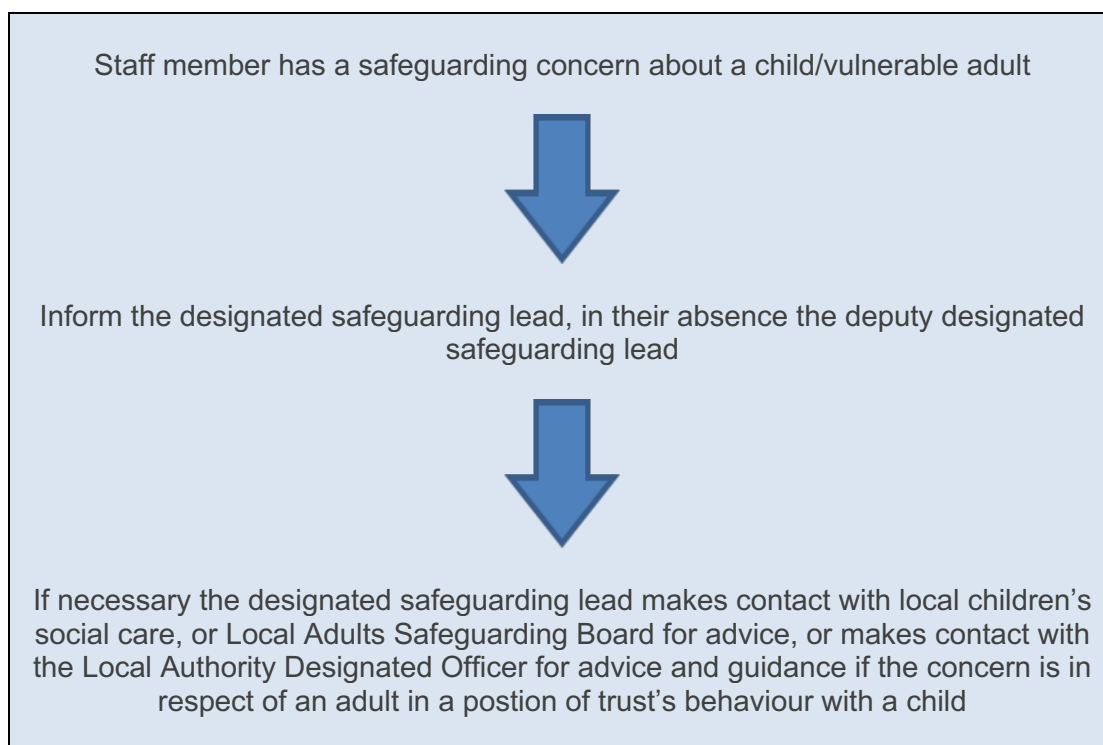 Staff member has a safeguarding concern about a child/vulnerable adult
Inform the designated safeguarding lead, in their absence the deputy designated
safeguarding lead
If necessary the designated safeguarding lead makes contact with local children’s
social care, or Local Adults Safeguarding Board for advice, or makes contact with
the Local Authority Designated Officer for advice and guidance if the concern is in
respect of an adult in a postion of trust’s behaviour with a child